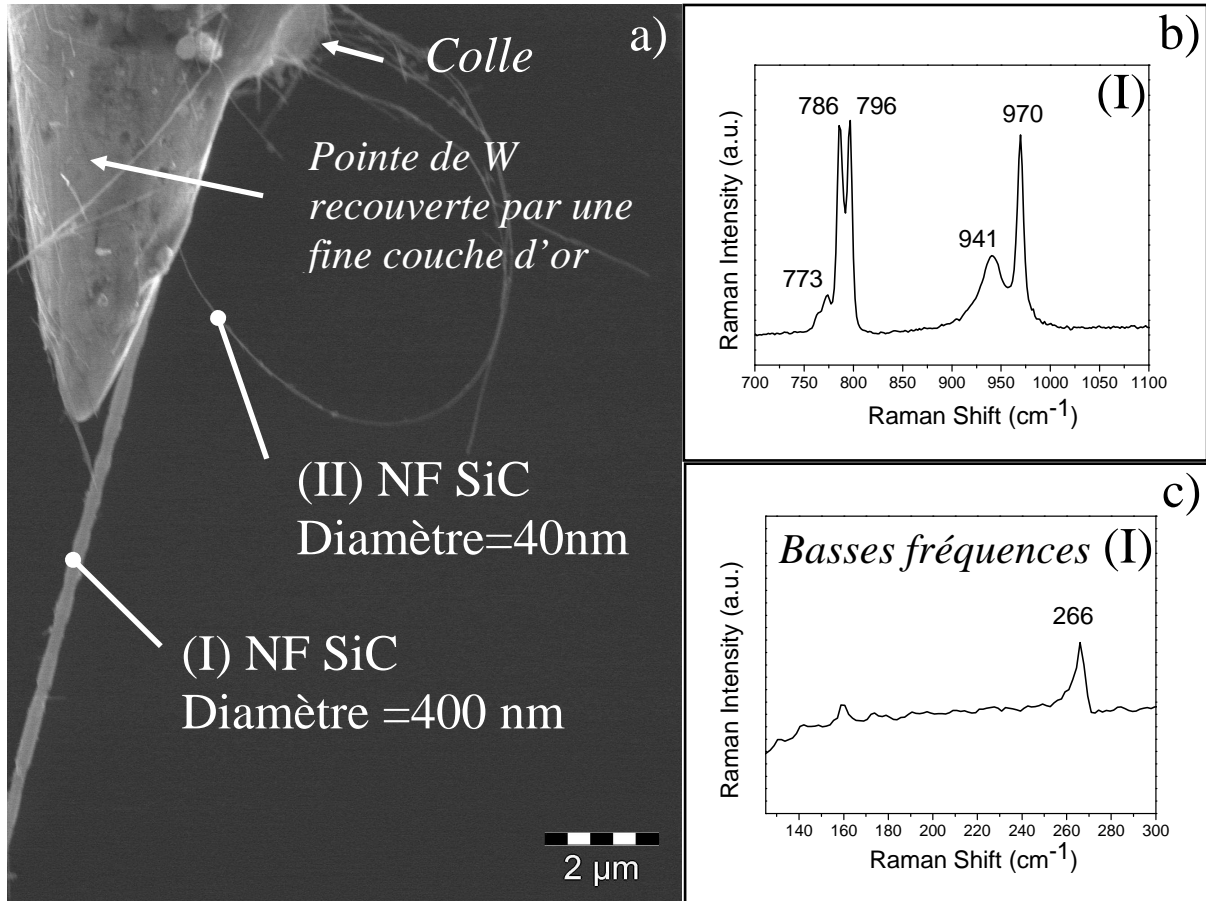 a)
Colle
Pointe de W
recouverte par une
fine couche d'or
(II) NF SiC
Diamètre=40nm
(I) NF SiC
Diamètre =400 nm
2 µm
b)
(I)
786 796
970
941
773
Raman Intensity (a.u.)
700 750 800 850 900 950 1000 1050 1100
Raman Shift (cm-1)
c)
Basses fréquences (I)
266
Raman Intensity (a.u.)
140 160 180 200 220 240 260 280 300
Raman Shift (cm-1)